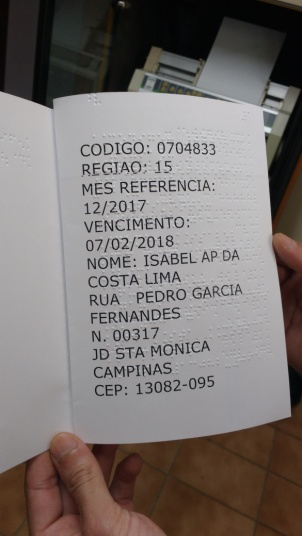 CODIGO: 0704833
REGIAO: 15
MES REFERENCIA:
12/2017
VENCIMENTO:
07/02/2018
NOME: ISABEL AP DA
COSTA LIMA
RUA PEDRO GARCIA
FERNANDES
N. 00317
JD STA MONICA
CAMPINAS
CEP: 13082-095